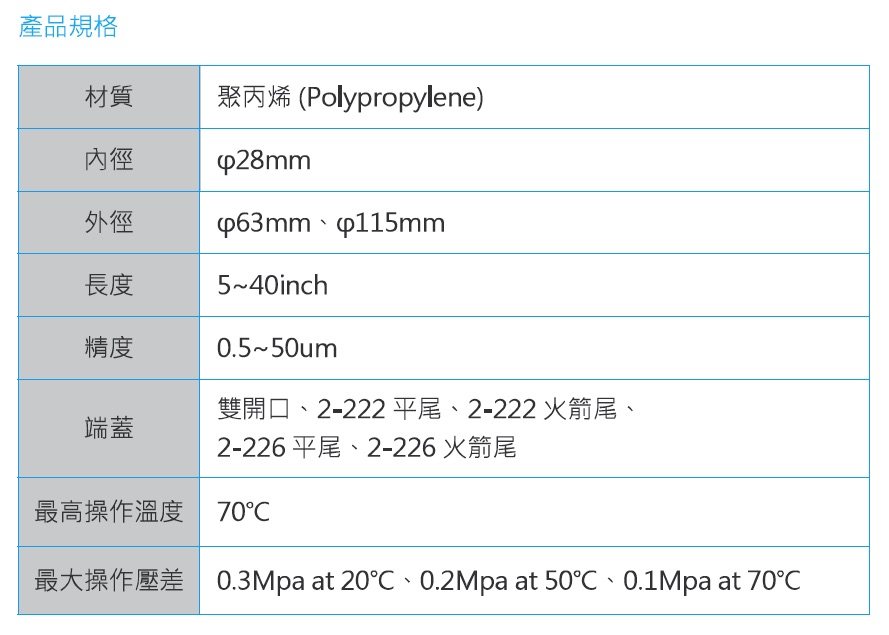 產品規格
材質 聚丙烯 (Polypropylene)
內徑 φ28mm
外徑 φ63mm、φ115mm
長度 5~40inch
精度 0.5~50um
端蓋 雙開口、2-222 平尾、2-222 火箭尾、
2-226 平尾、2-226 火箭尾
最高操作溫度 70℃
最大操作壓差 0.3Mpa at 20℃、0.2Mpa at 50℃、0.1Mpa at 70℃